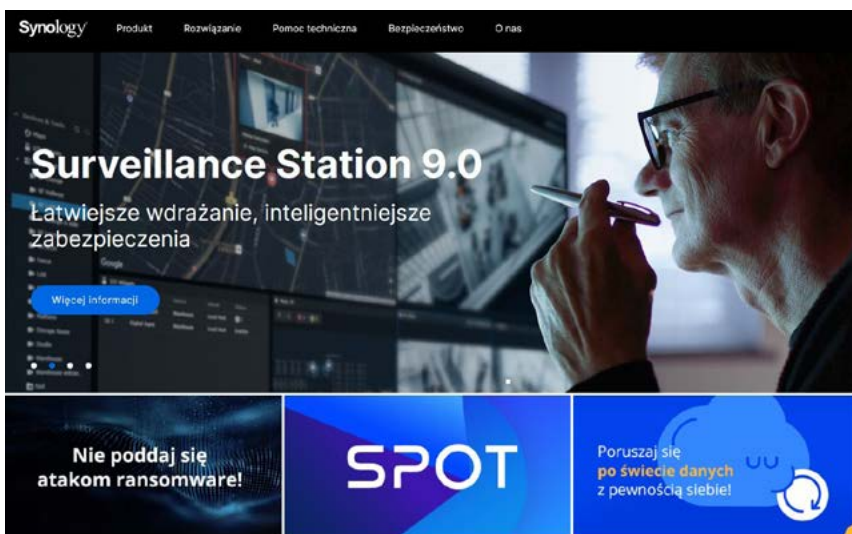 Synology
Produkt
Rozwiązanie
Pomoc techniczna
Bezpieczeństwo
O nas
Surveillance Station 9.0
Łatwiejsze wdrażanie, inteligentniejsze
zabezpieczenia
Google
Więcej informacji
Nie poddaj się
atakom ransomware!
SPOT
Poruszaj się
po świecie danych
z pewnością siebie!